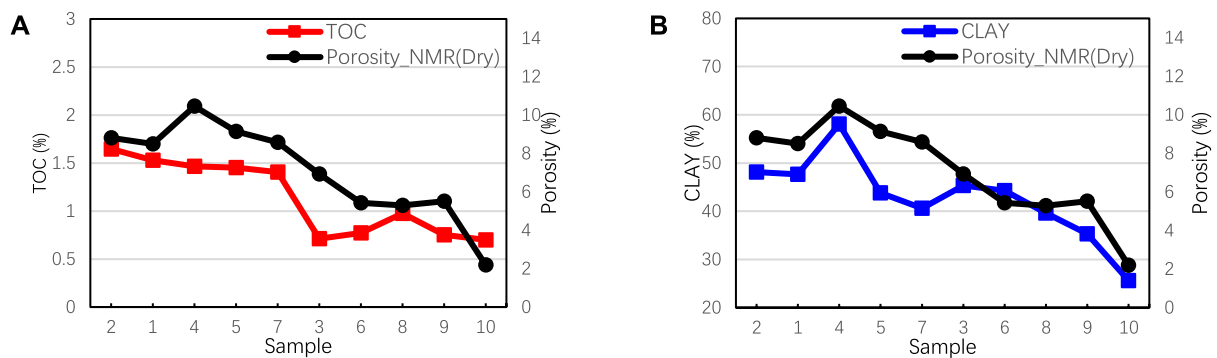 A
TOC
Porosity_NMR(Dry)
TOC (%)
3
2.5
2
1.5
1
0.5
0
14
12
10
8
6
4
2
0
Porosity (%)
2 1 4 5 7 3 6 8 9 10
Sample
B
CLAY
Porosity_NMR(Dry)
CLAY (%)
80
70
60
50
40
30
20
14
12
10
8
6
4
2
0
Porosity (%)
2 1 4 5 7 3 6 8 9 10
Sample